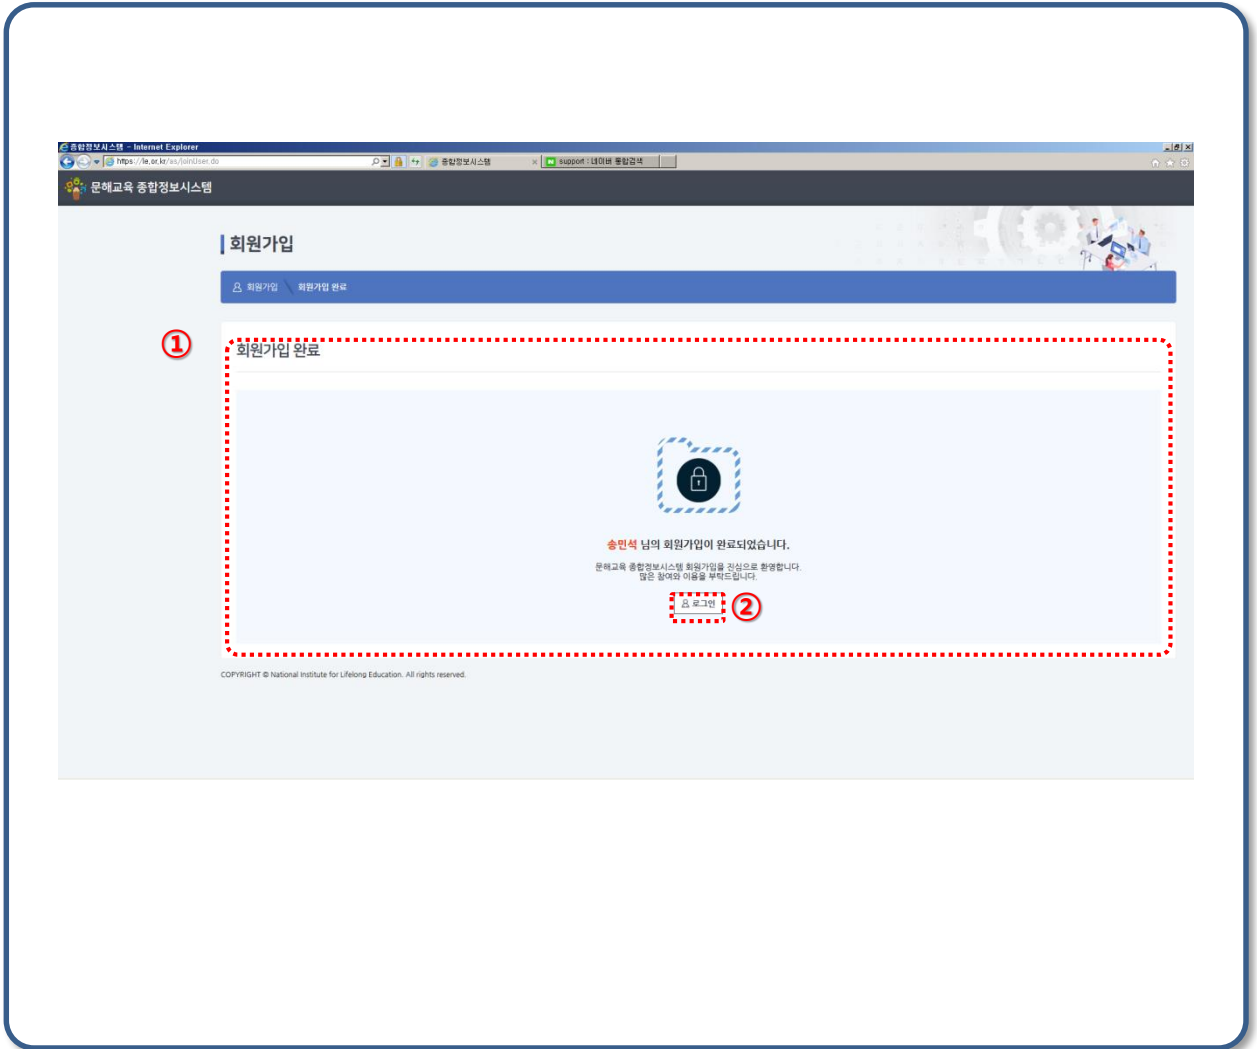 종합정보시스템 - Internet Explorer
https://le.or.kr/as/joinUser.do
종합정보시스템
support : 네이버 통합검색
문해교육 종합정보시스템
회원가입
회원가입 회원가입 완료
①
회원가입 완료
송민석 님의 회원가입이 완료되었습니다.
문해교육 종합정보시스템 회원가입을 진심으로 환영합니다.
많은 참여와 이용을 부탁드립니다.
로그인
②
COPYRIGHT © National Institute for Lifelong Education. All rights reserved.